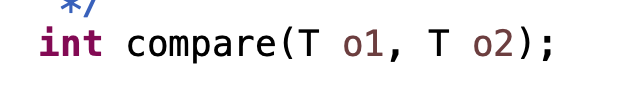 */
int compare(T o1, T o2);